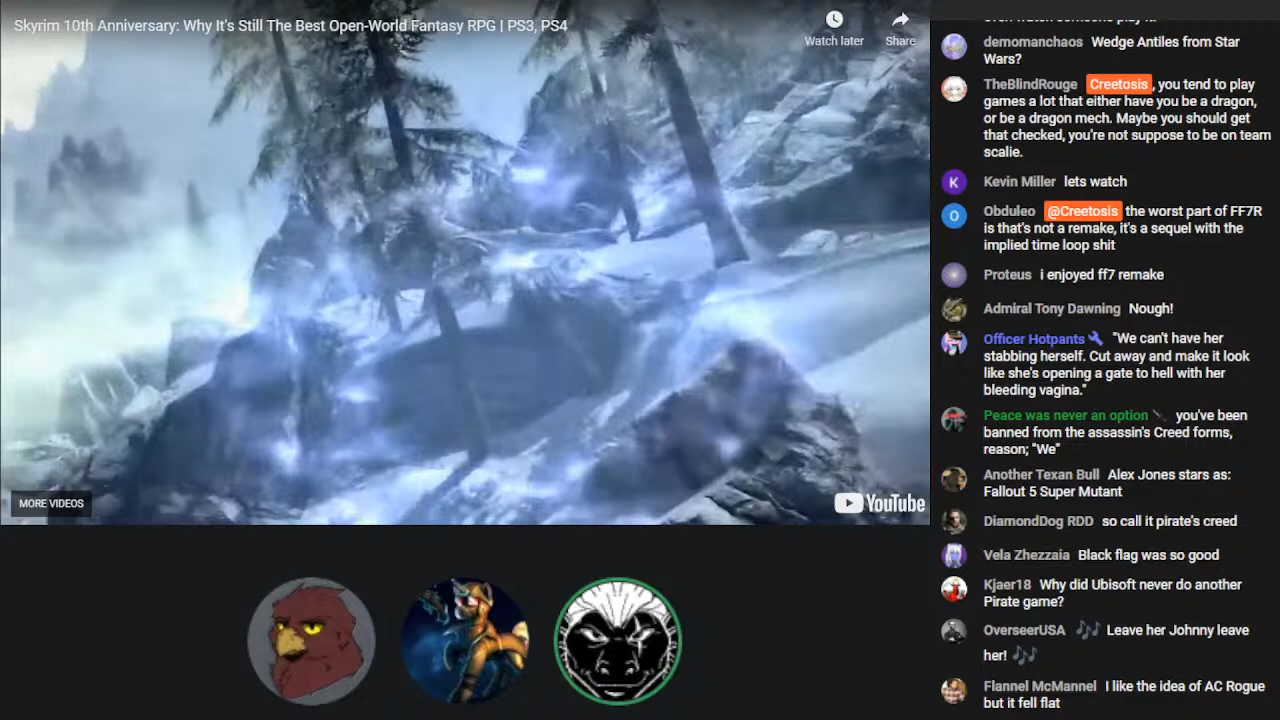 Skyrim 10th Anniversary: Why It's Still The Best Open-World Fantasy RPG | PS3, PS4
Watch later
Share
MORE VIDEOS
YouTube
demomanchaos Wedge Antiles from Star
Wars?
TheBlindRouge Creetosis, you tend to play
games a lot that either have you be a dragon,
or be a dragon mech. Maybe you should get
that checked, you're not suppose to be on team
scalie.
K
Kevin Miller lets watch
O
Obduleo @Creetosis the worst part of FF7R
is that's not a remake, it's a sequel with the
implied time loop shit
Proteus i enjoyed ff7 remake
Admiral Tony Dawning Nough!
Officer Hotpants "We can't have her
stabbing herself. Cut away and make it look
like she's opening a gate to hell with her
bleeding vagina."
Peace was never an option you've been
banned from the assassin's Creed forms,
reason; "We"
Another Texan Bull Alex Jones stars as:
Fallout 5 Super Mutant
DiamondDog RDD so call it pirate's creed
Vela Zhezzaia Black flag was so good
Kjaer18 Why did Ubisoft never do another
Pirate game?
OverseerUSA 🎶 Leave her Johnny leave
her! 🎶
Flannel McMannel I like the idea of AC Rogue
but it fell flat